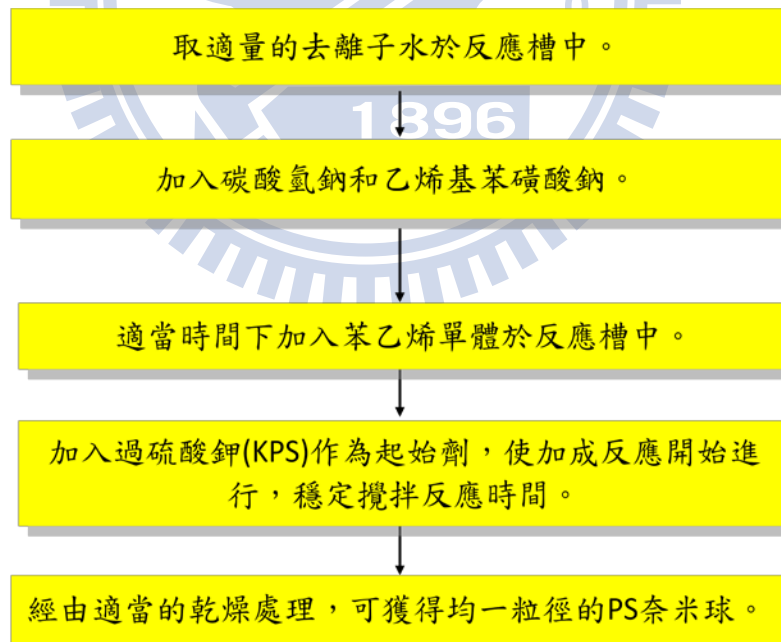 取適量的去離子水於反應槽中。
1896
加入碳酸氫鈉和乙烯基苯磺酸鈉。
適當時間下加入苯乙烯單體於反應槽中。
加入過硫酸鉀(KPS)作為起始劑，使加成反應開始進
行，穩定攪拌反應時間。
經由適當的乾燥處理，可獲得均一粒徑的PS奈米球。